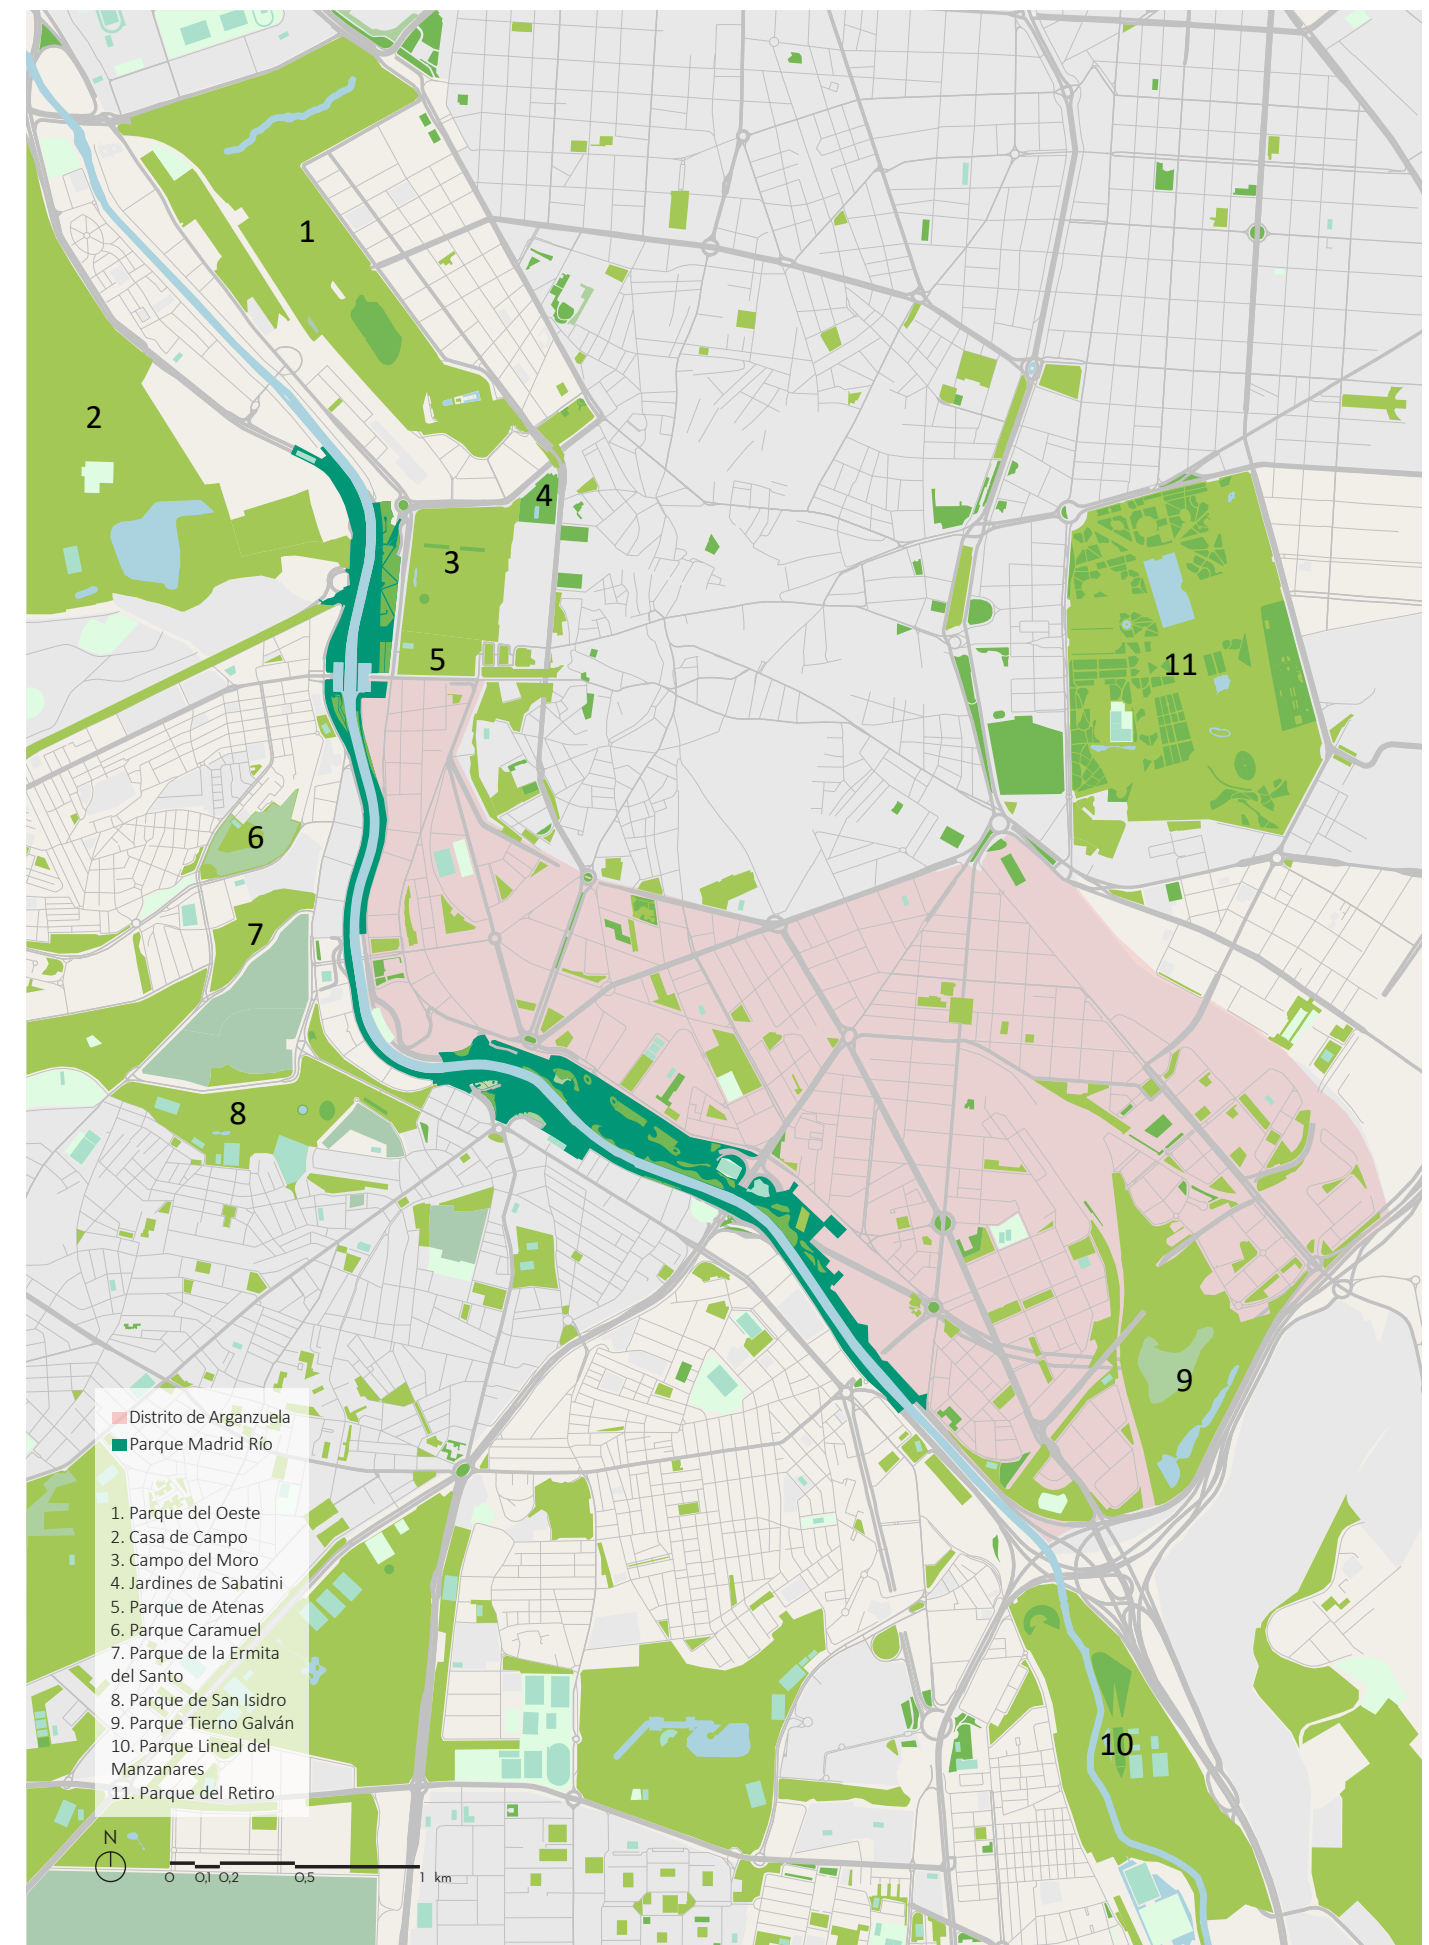 1
2
4
3
5
11
6
7
8
9
10
Distrito de Arganzuela
Parque Madrid Río
1. Parque del Oeste
2. Casa de Campo
3. Campo del Moro
4. Jardines de Sabatini
5. Parque de Atenas
6. Parque Caramuel
7. Parque de la Ermita
del Santo
8. Parque de San Isidro
9. Parque Tierno Galván
10. Parque Lineal del
Manzanares
11. Parque del Retiro
N
0 0,1 0,2 0,5 1 km